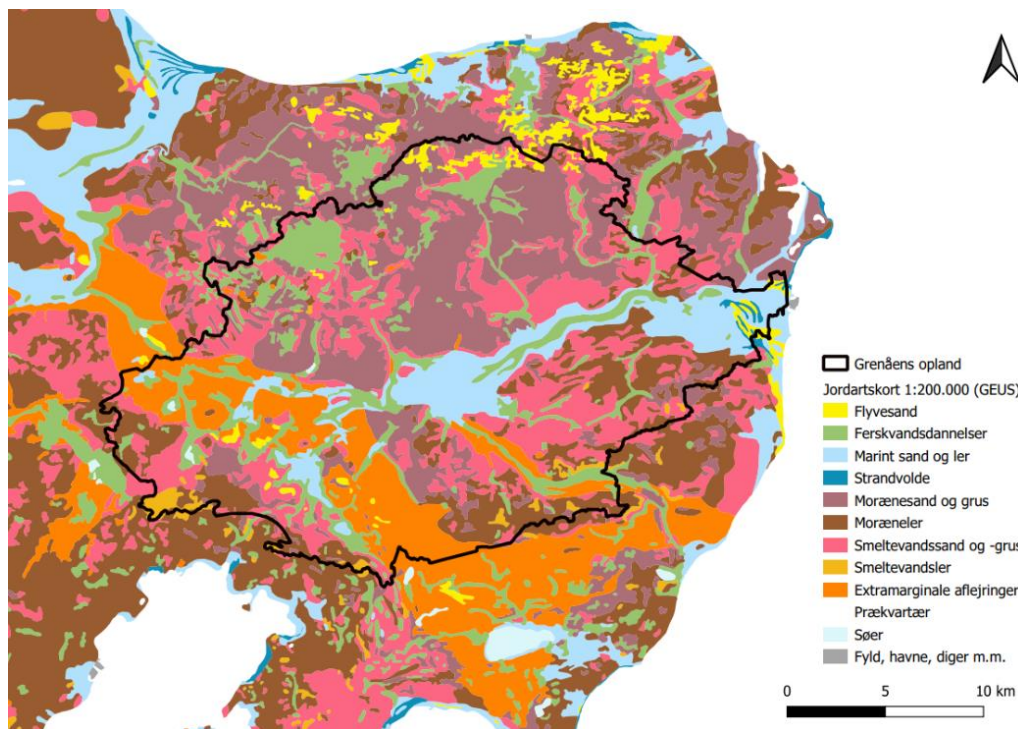 Grenåens opland
Jordartskort 1:200.000 (GEUS)
Flyvesand
Ferskvandsdannelser
Marint sand og ler
Strandvolde
Morænesand og grus
Moræneler
Smeltevandssand og -grus
Smeltevandsler
Extramarginale aflejringer
Prækvartær
Søer
Fyld, havne, diger m.m.
0 5 10 km